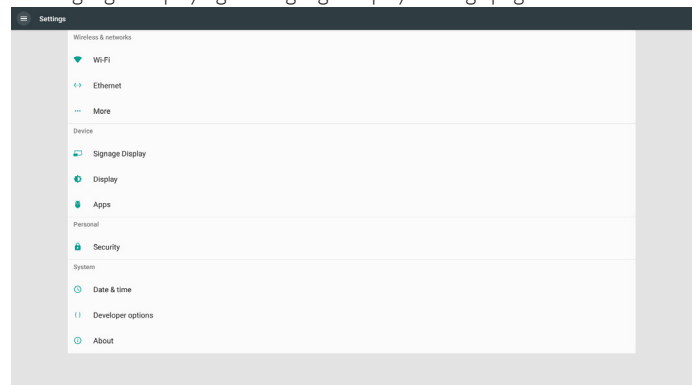 Settings
Wireless & networks
Wi-Fi
Ethernet
More
Device
Signage Display
Display
Apps
Personal
Security
System
Date & time
Developer options
About